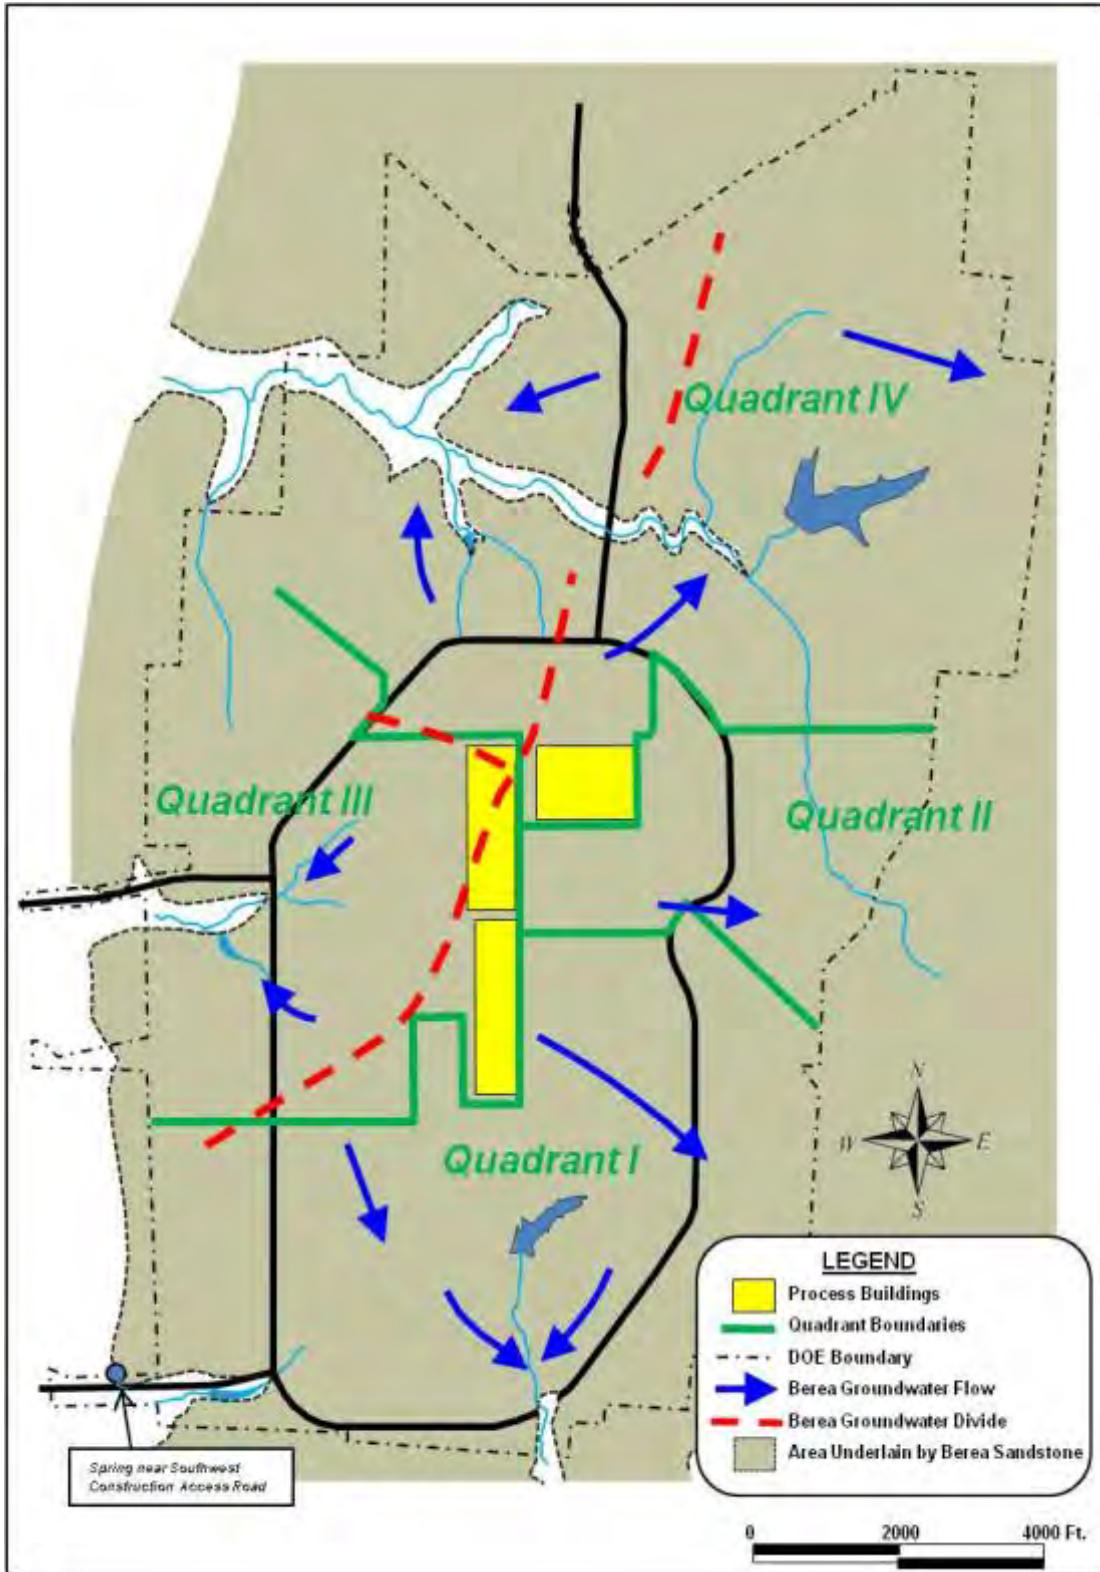 Quadrant IV
Quadrant III
Quadrant II
Quadrant I
N
W
E
S
LEGEND
Process Buildings
Quadrant Boundaries
DOE Boundary
Berea Groundwater Flow
Berea Groundwater Divide
Area Underlain by Berea Sandstone
Spring near Southwest
Construction Access Road
0 2000 4000 Ft.